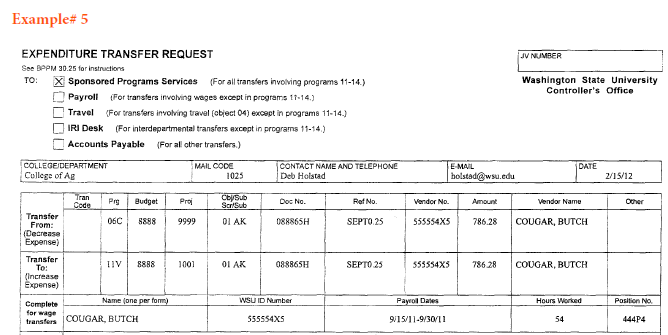 Example# 5
EXPENDITURE TRANSFER REQUEST
See BPPM 30.25 for instructions
JV NUMBER
Washington State University
Controller's Office
TO: X Sponsored Programs Services (For all transfers involving programs 11-14.)
Payroll (For transfers involving wages except in programs 11-14.)
Travel (For transfers involving travel (object 04) except in programs 11-14.)
IRI Desk (For interdepartmental transfers except in programs 11-14.)
Accounts Payable (For all other transfers.)
COLLEGE/DEPARTMENT MAIL CODE CONTACT NAME AND TELEPHONE E-MAIL DATE
College of Ag 1025 Deb Holstad holstad@wsu.edu 2/15/12
Tran Code Prg Budget Proj Obj/Sub Scr/Sub Doc No. Ref No. Vendor No. Amount Vendor Name Other
Transfer From: (Decrease Expense) 06C 8888 9999 01 AK 088865H SEPT0.25 555554X5 786.28 COUGAR, BUTCH
Transfer To: (Increase Expense) 11V 8888 1001 01 AK 088865H SEPT0.25 555554X5 786.28 COUGAR, BUTCH
Complete for wage transfers Name (one per form) WSU ID Number Payroll Dates Hours Worked Position No.
COUGAR, BUTCH 555554X5 9/15/11-9/30/11 54 444P4